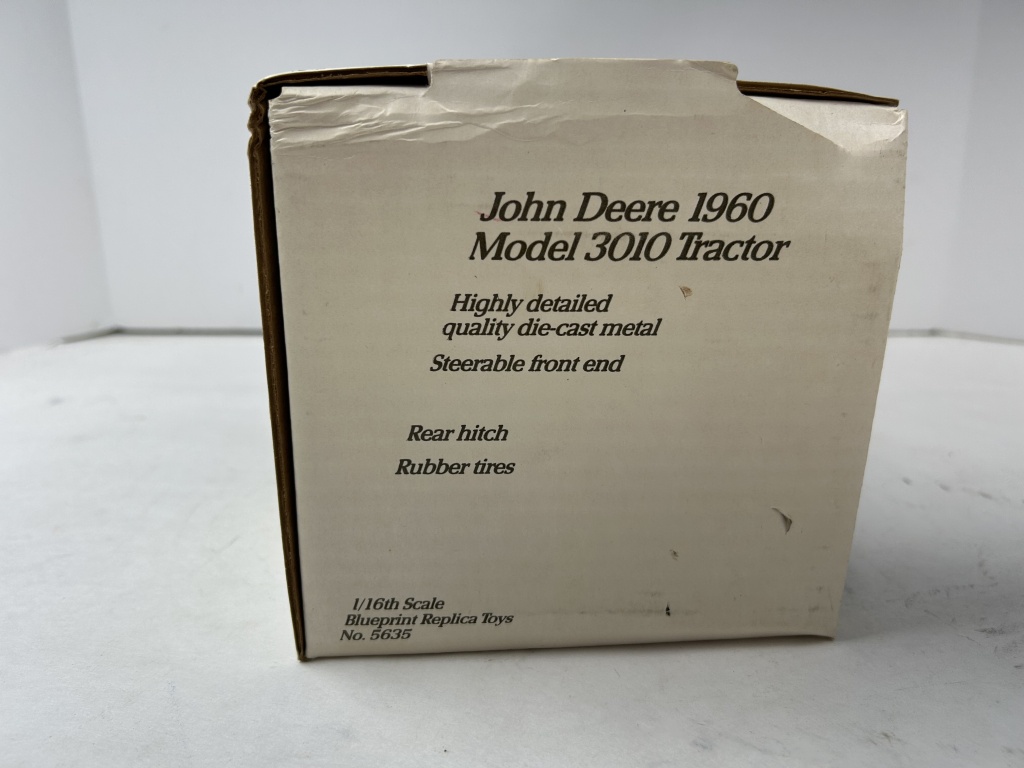 John Deere 1960
Model 3010 Tractor
Highly detailed
quality die-cast metal
Steerable front end
Rear hitch
Rubber tires
1/16th Scale
Blueprint Replica Toys
No. 5635